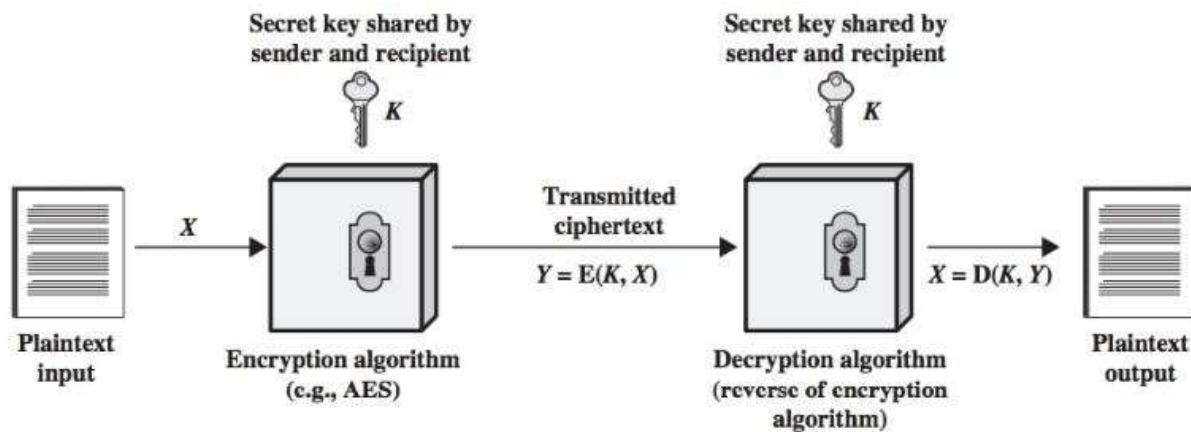 Secret key shared by
sender and recipient
K
Secret key shared by
sender and recipient
K
X
Transmitted
ciphertext
Y = E(K, X)
X = D(K, Y)
Plaintext
input
Encryption algorithm
(e.g., AES)
Decryption algorithm
(reverse of encryption
algorithm)
Plaintext
output